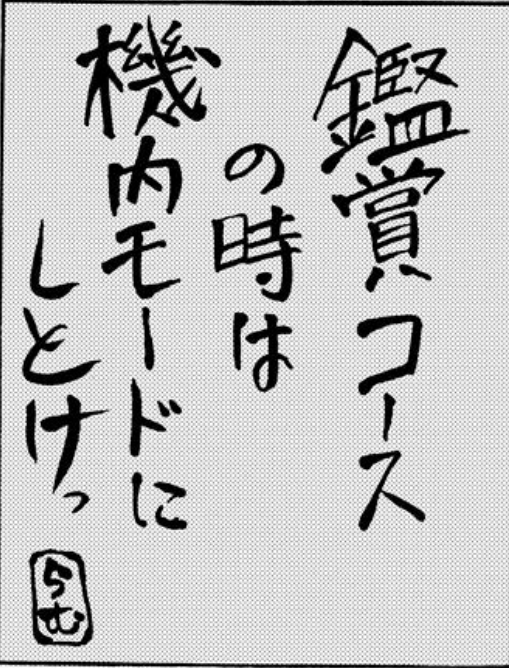 鑑賞コース
の時は
機内モードに
しとけっ
らむ